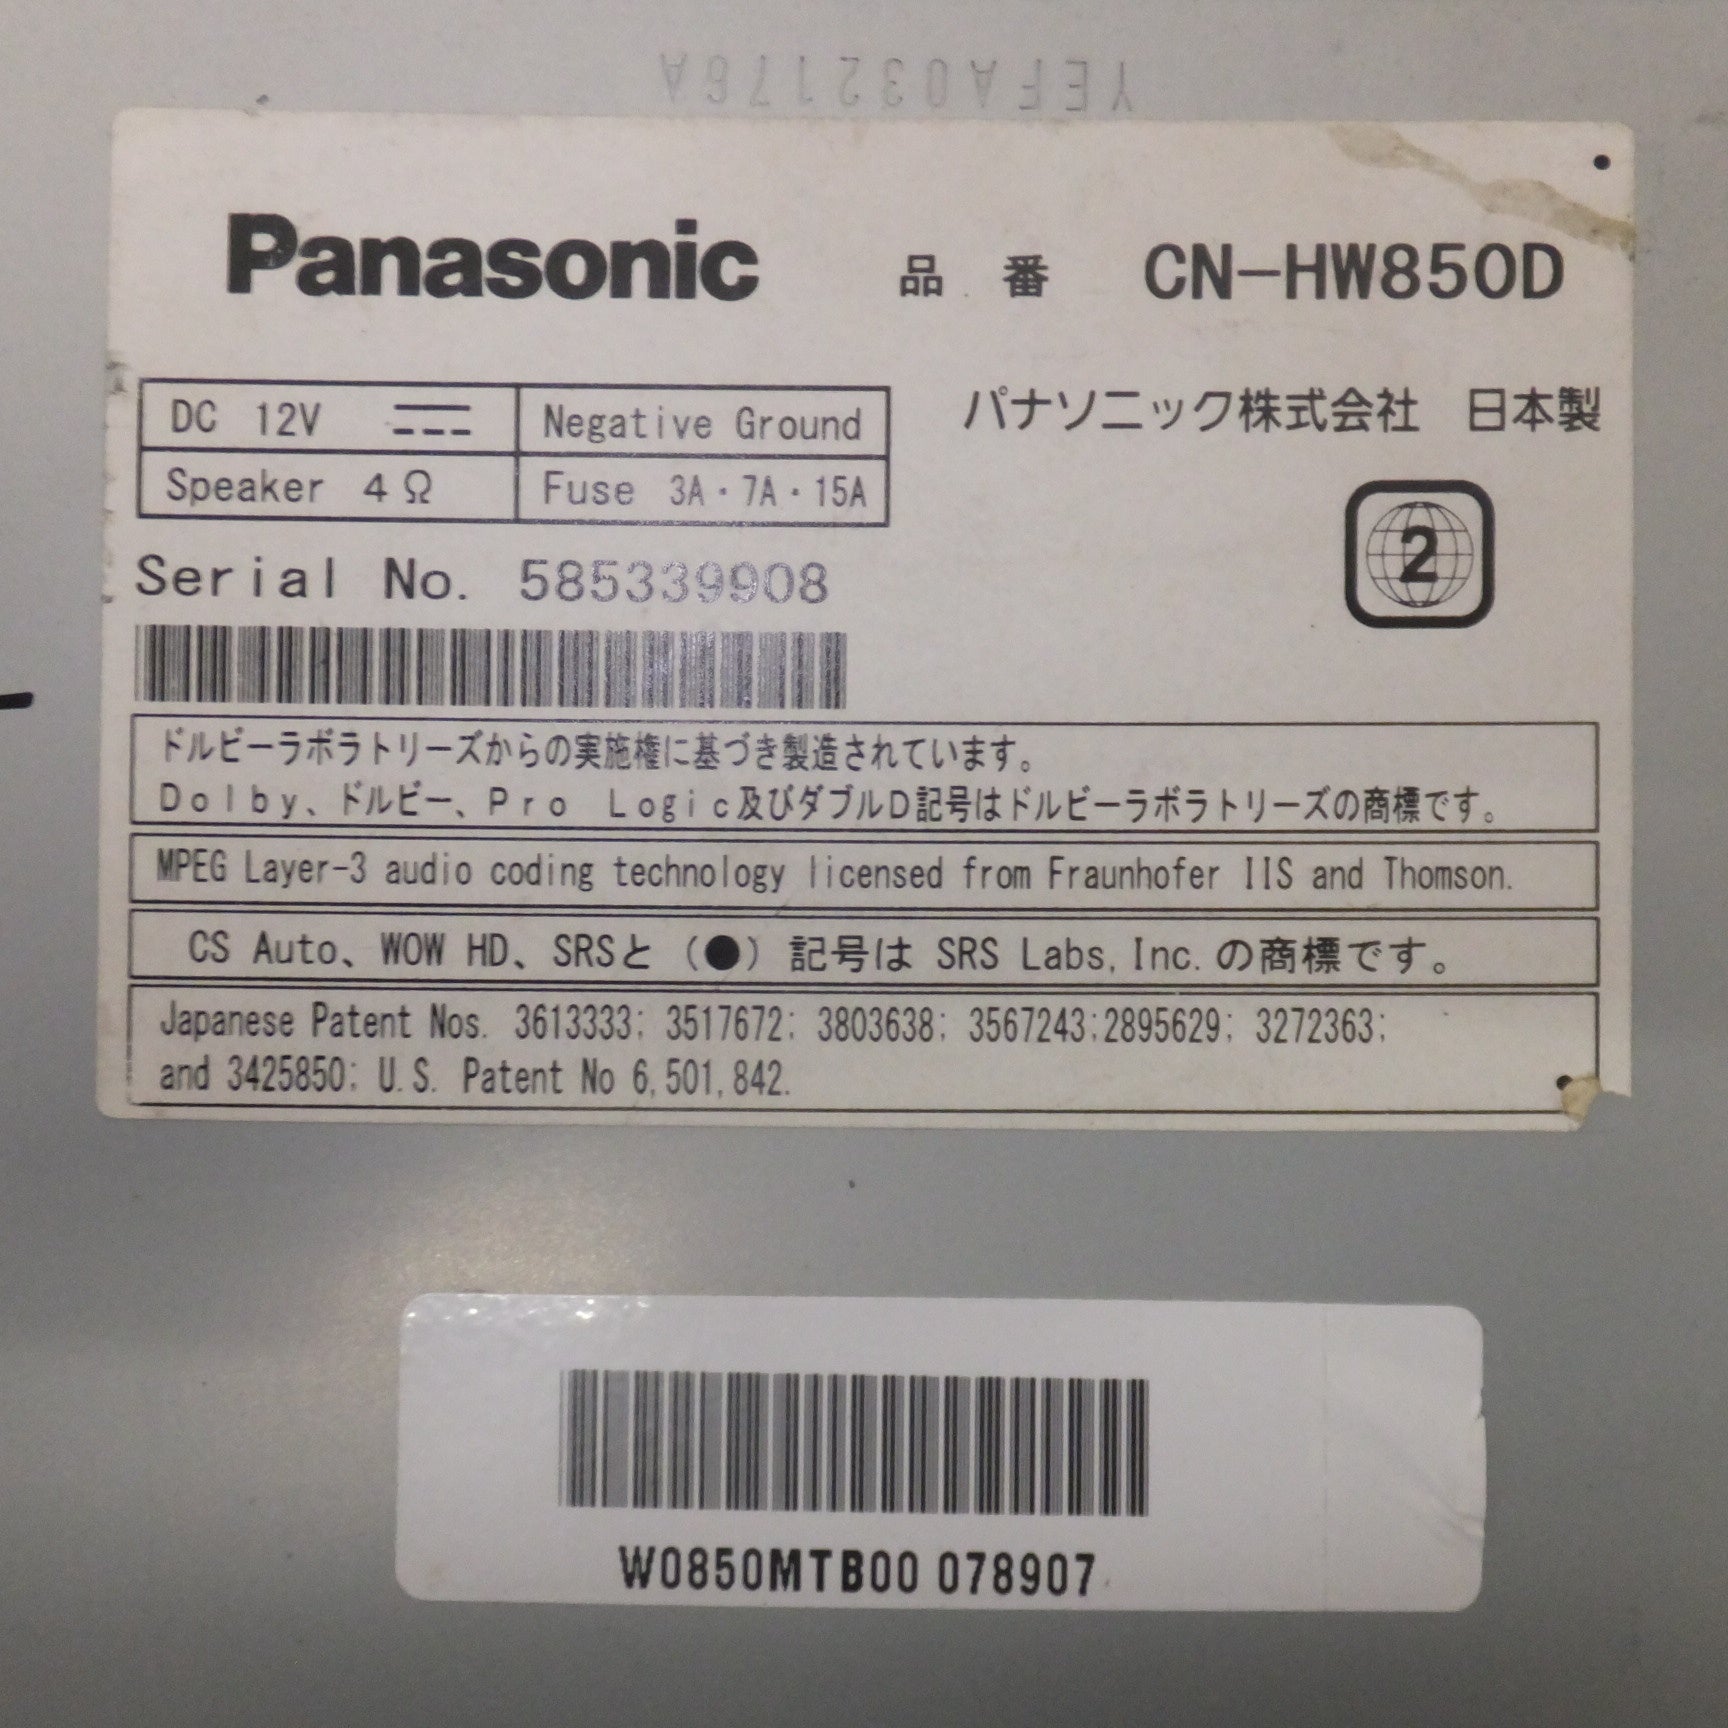 YEFA032176A
Panasonic 品番 CN-HW850D
DC 12V Negative Ground
Speaker 4Ω Fuse 3A・7A・15A
パナソニック株式会社 日本製
2
Serial No. 585339908
ドルビーラボラトリーズからの実施権に基づき製造されています。
Dolby、ドルビー、Pro Logic及びダブルD記号はドルビーラボラトリーズの商標です。
MPEG Layer-3 audio coding technology licensed from Fraunhofer IIS and Thomson.
CS Auto、WOW HD、SRSと (●) 記号は SRS Labs, Inc. の商標です。
Japanese Patent Nos. 3613333; 3517672; 3803638; 3567243;2895629; 3272363;
and 3425850; U.S. Patent No 6,501,842.
W0850MTB00 078907